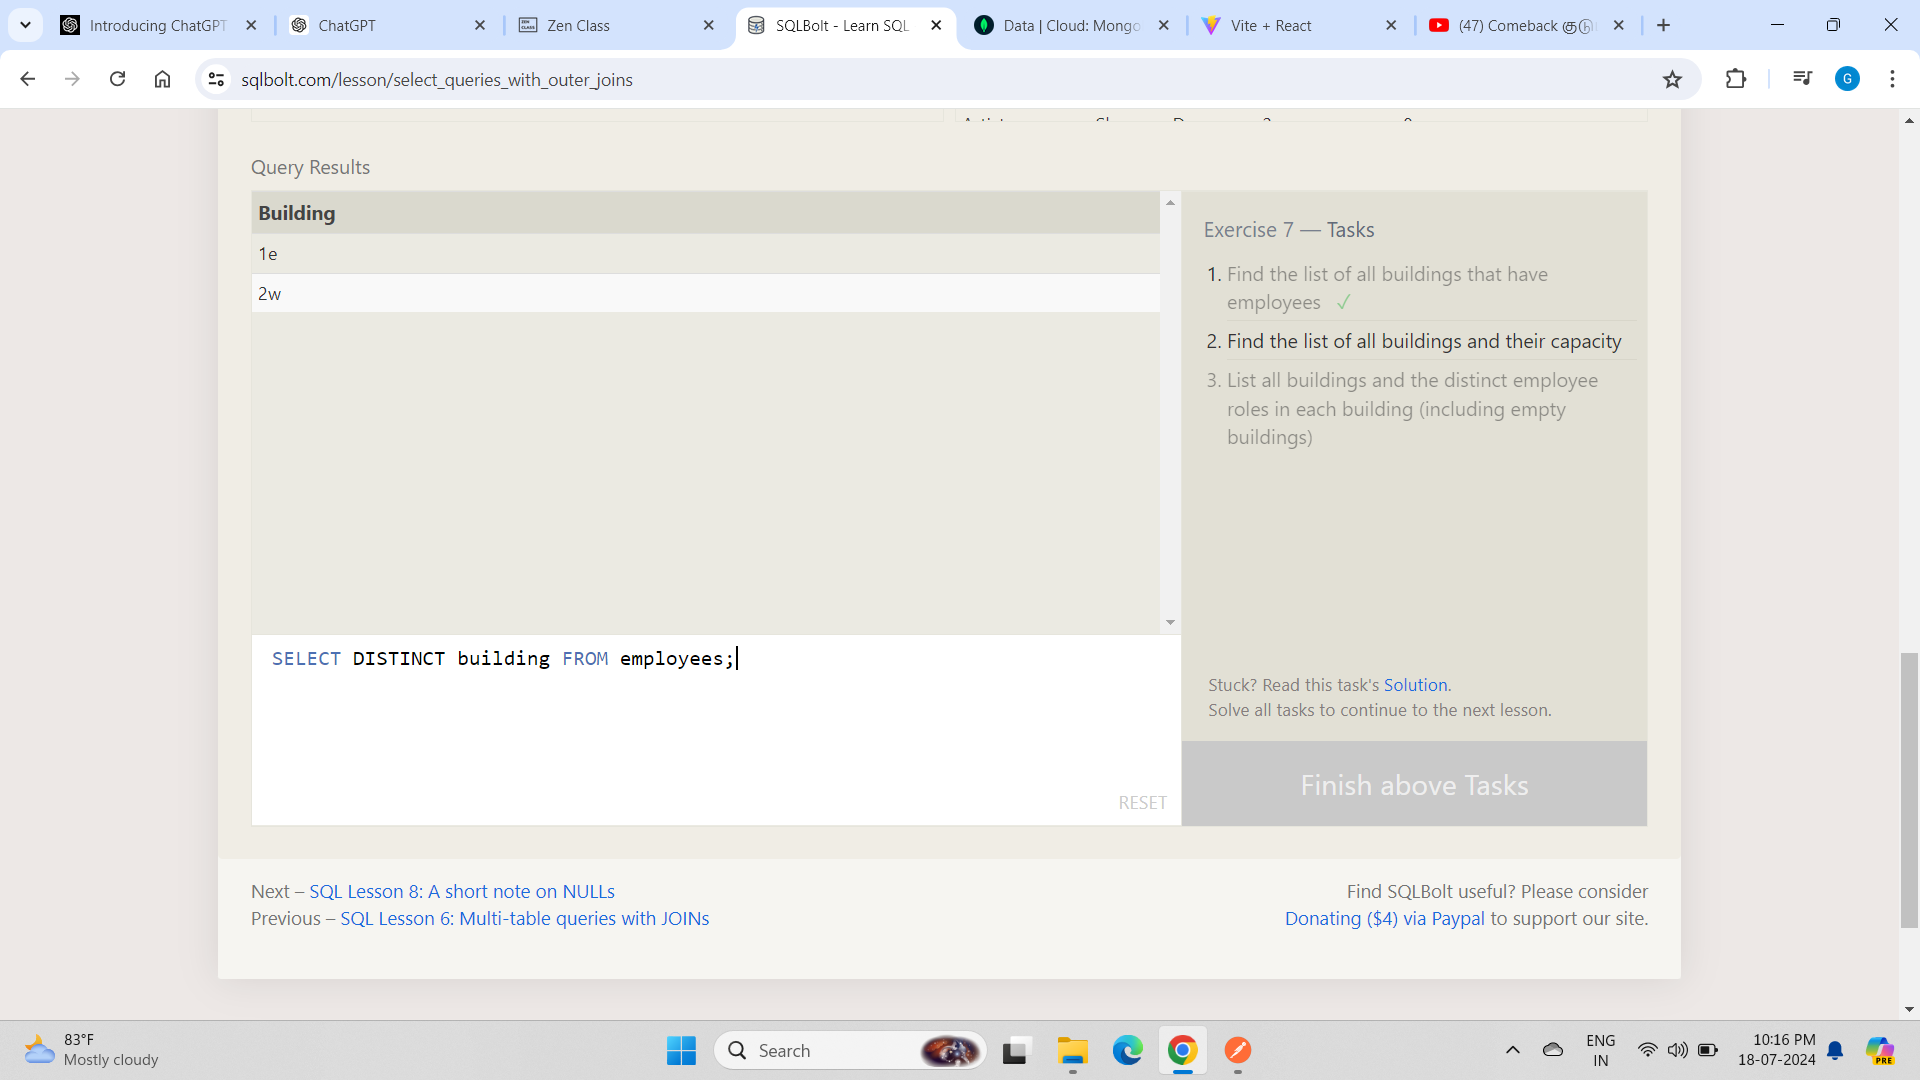 Introducing ChatGPT
ChatGPT
Zen Class
SQLBolt - Learn SQL
Data | Cloud: Mongo
Vite + React
(47) Comeback
sqlbolt.com/lesson/select_queries_with_outer_joins
G
Query Results
Building
1e
2w
Exercise 7 — Tasks
1. Find the list of all buildings that have
employees ✓
2. Find the list of all buildings and their capacity
3. List all buildings and the distinct employee
roles in each building (including empty
buildings)
SELECT DISTINCT building FROM employees;
RESET
Stuck? Read this task's Solution.
Solve all tasks to continue to the next lesson.
Finish above Tasks
Next – SQL Lesson 8: A short note on NULLs
Previous – SQL Lesson 6: Multi-table queries with JOINs
Find SQLBolt useful? Please consider
Donating ($4) via Paypal to support our site.
83°F
Mostly cloudy
Search
ENG
IN
10:16 PM
18-07-2024
PRE